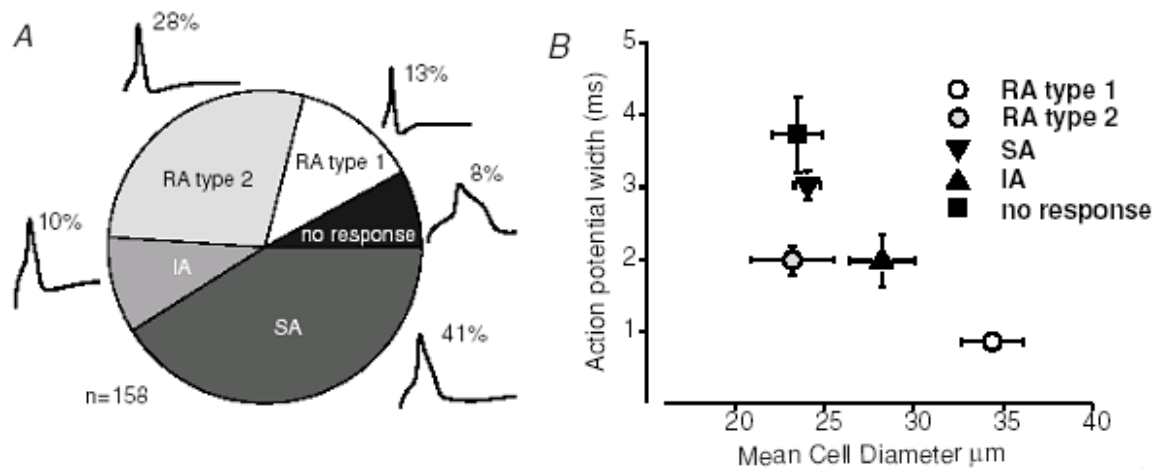 A
28%
13%
RA type 2
RA type 1
8%
10%
no response
IA
SA
41%
n=158
B
Action potential width (ms)
5
4
3
2
1
20 25 30 35 40
Mean Cell Diameter μm
RA type 1
RA type 2
SA
IA
no response